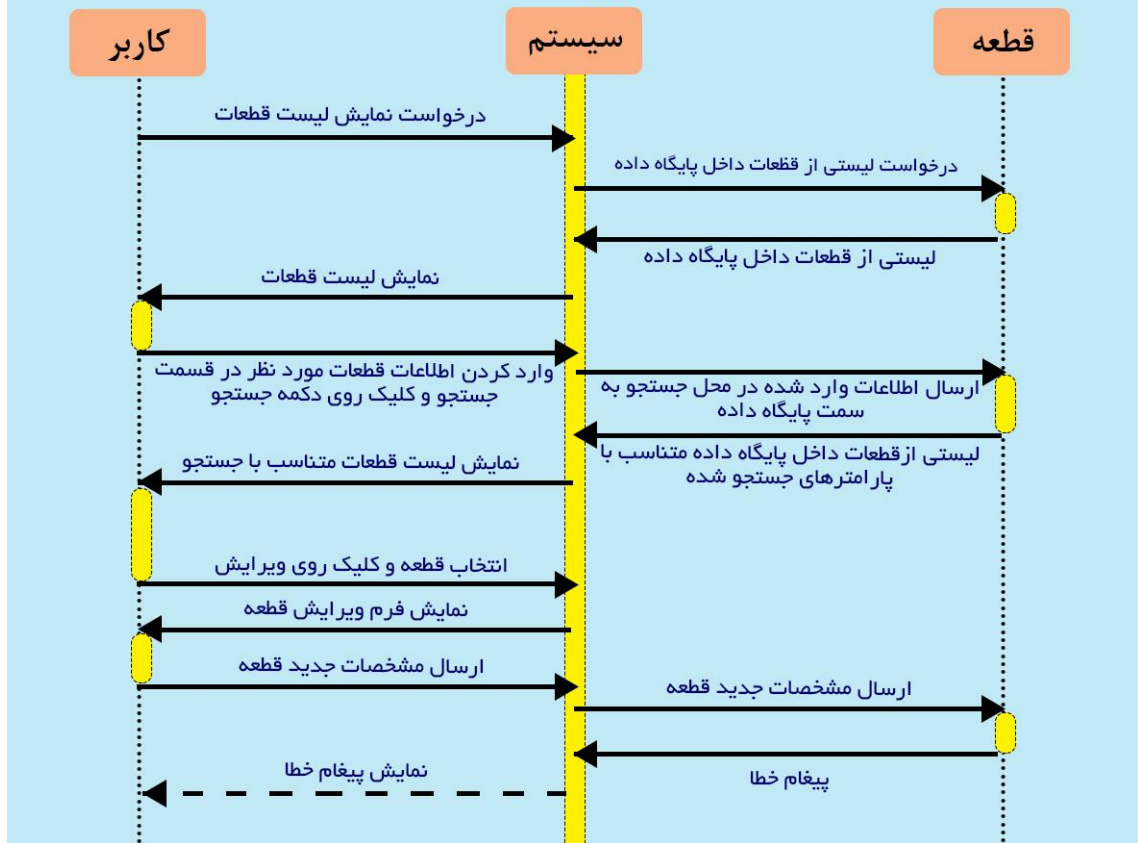 کاربر
سیستم
قطعه
درخواست نمایش لیست قطعات
درخواست لیستی از قظعات داخل پایگاه داده
لیستی از قطعات داخل پایگاه داده
نمایش لیست قطعات
وارد کردن اطلاعات قطعات مورد نظر در قسمت
جستجو و کلیک روی دکمه جستجو
ارسال اطلاعات وارد شده در محل جستجو به
سمت پایگاه داده
لیستی ازقطعات داخل پایگاه داده متناسب با
پارامترهای جستجو شده
نمایش لیست قطعات متناسب با جستجو
انتخاب قطعه و کلیک روی ویرایش
نمایش فرم ویرایش قطعه
ارسال مشخصات جدید قطعه
ارسال مشخصات جدید قطعه
پیغام خطا
نمایش پیغام خطا